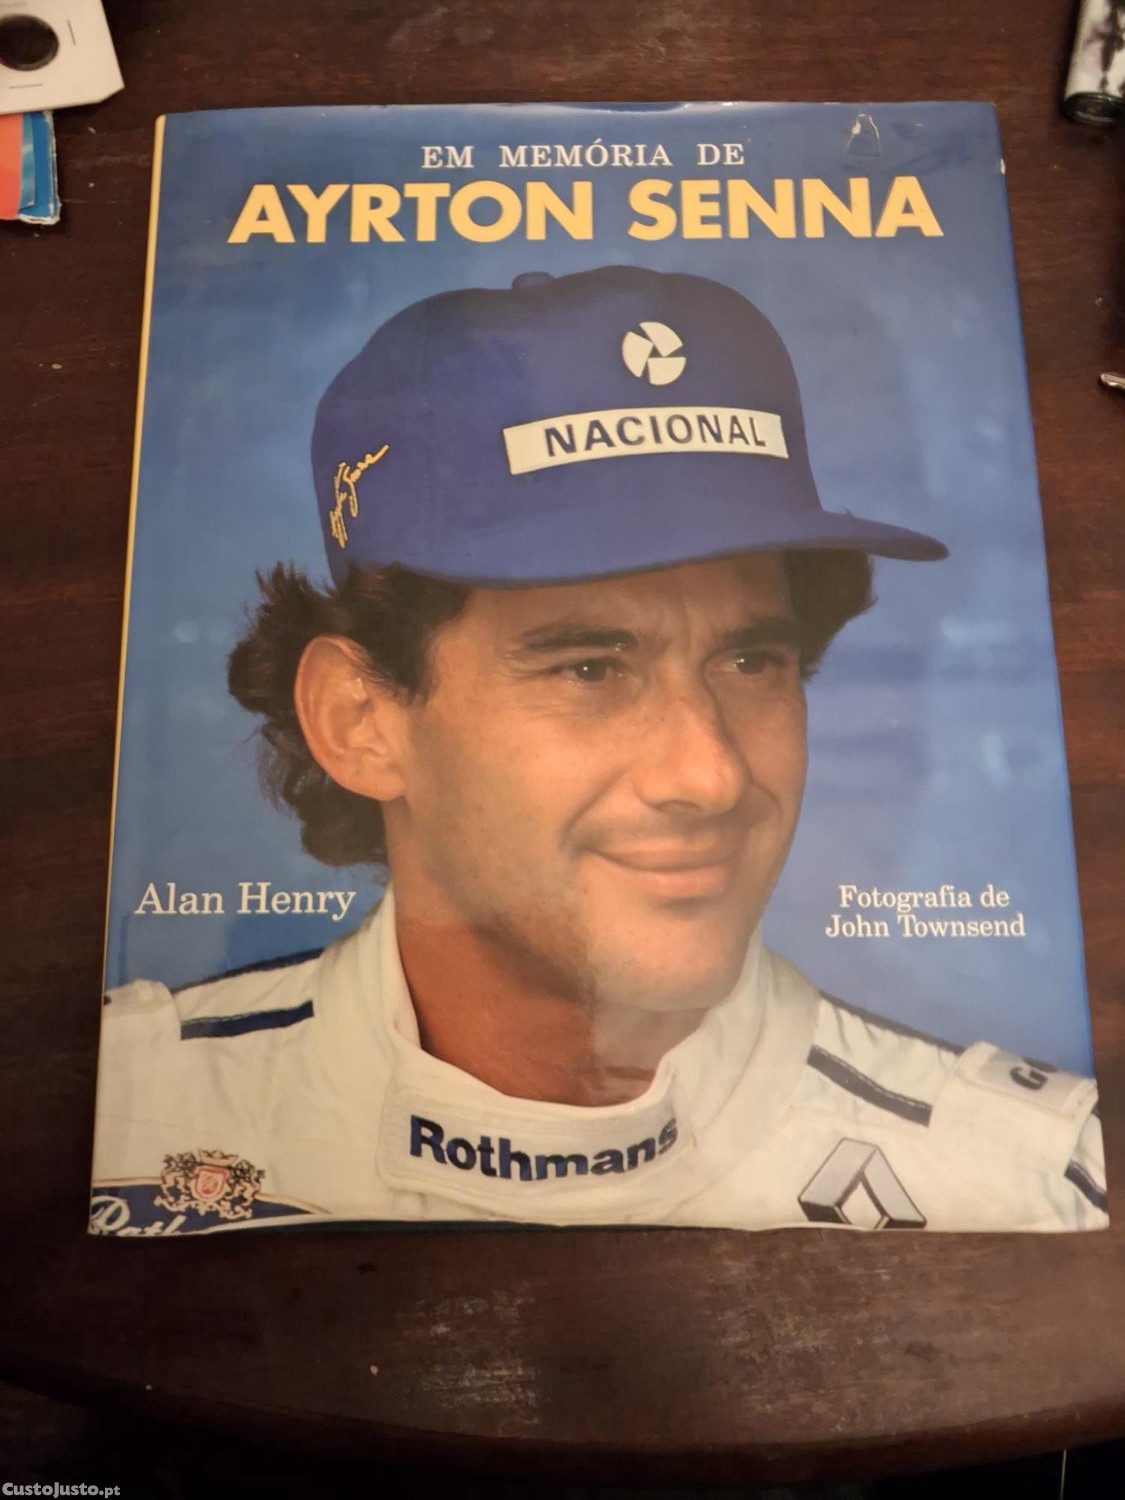 EM MEMÓRIA DE
AYRTON SENNA
NACIONAL
Alan Henry
Fotografia de
John Townsend
Rothmans
CustoJusto.pt